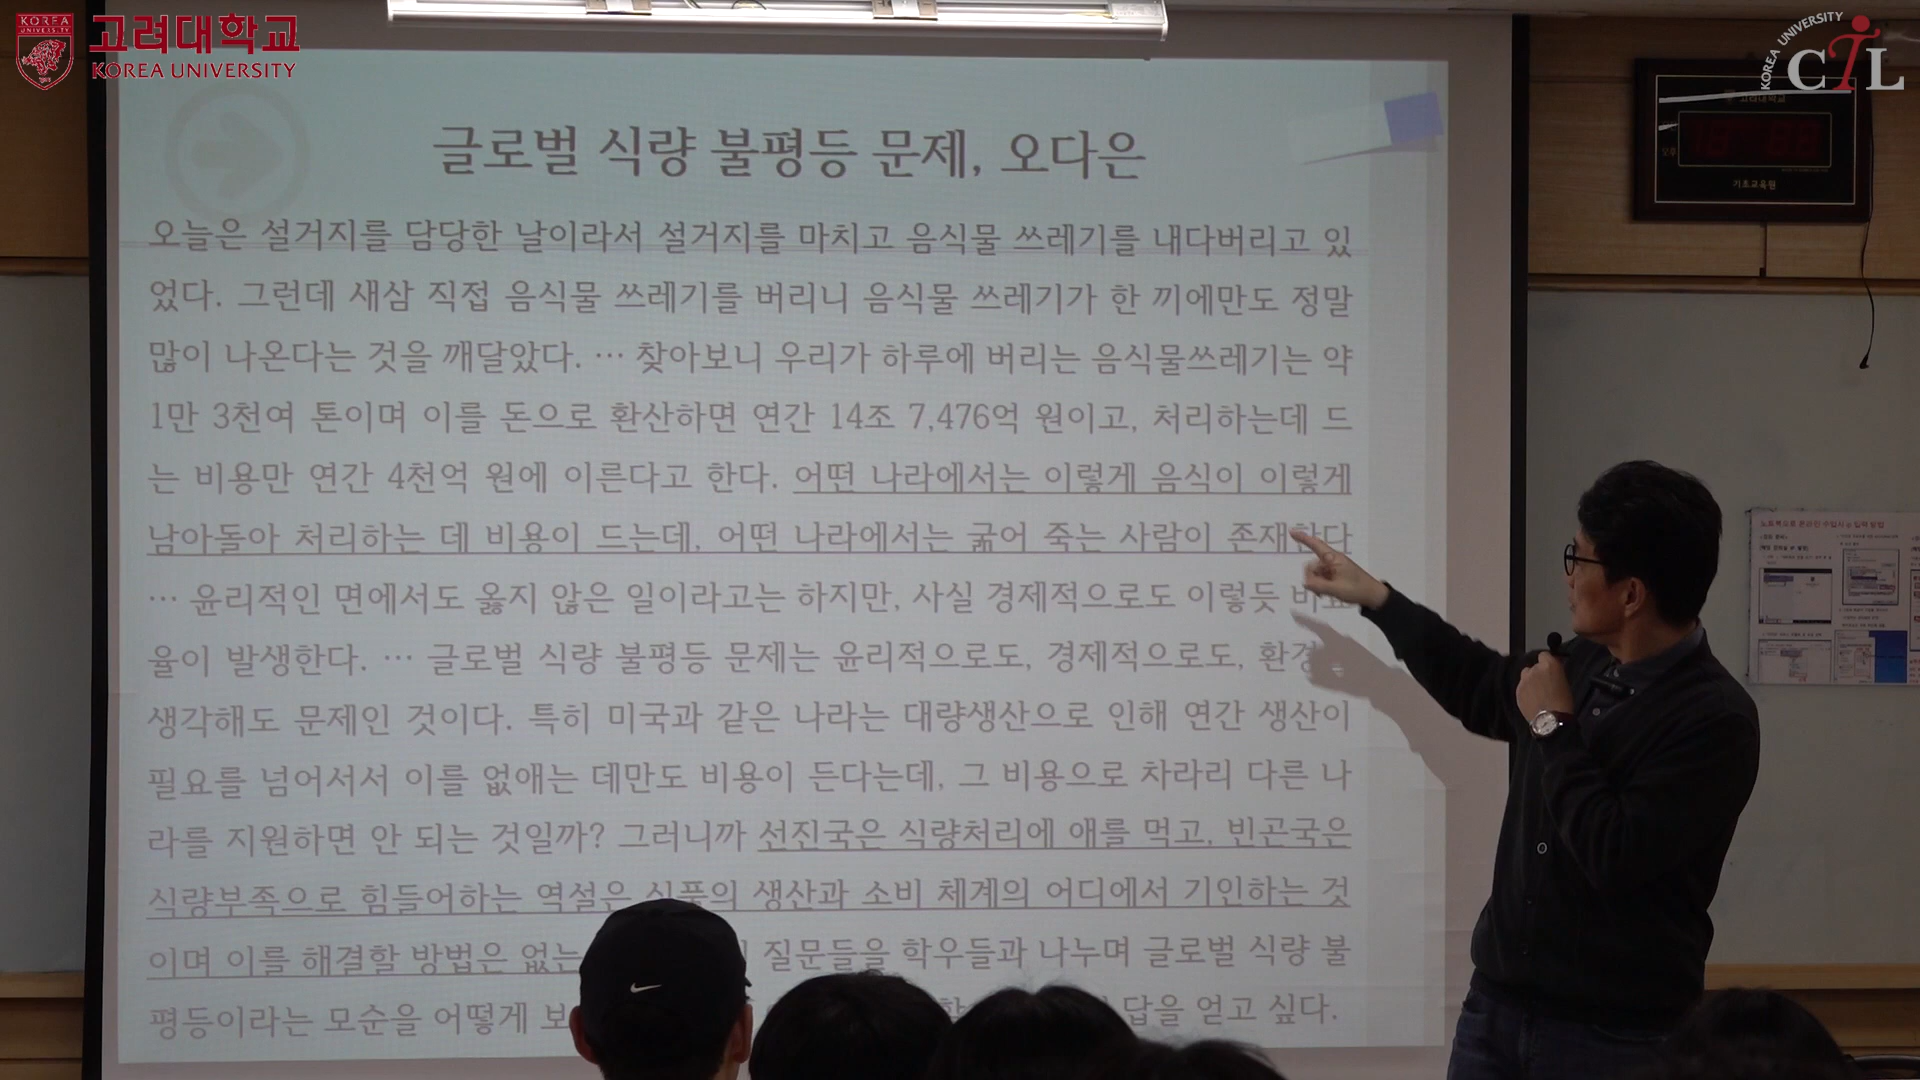 KOREA UNIVERSITY
고려대학교
KOREA UNIVERSITY
KOREA UNIVERSITY
CTL
고려대학교
오후
기초교육원
글로벌 식량 불평등 문제, 오다은
오늘은 설거지를 담당한 날이라서 설거지를 마치고 음식물 쓰레기를 내다버리고 있
었다. 그런데 새삼 직접 음식물 쓰레기를 버리니 음식물 쓰레기가 한 끼에만도 정말
많이 나온다는 것을 깨달았다. … 찾아보니 우리가 하루에 버리는 음식물쓰레기는 약
1만 3천여 톤이며 이를 돈으로 환산하면 연간 14조 7,476억 원이고, 처리하는데 드
는 비용만 연간 4천억 원에 이른다고 한다. 어떤 나라에서는 이렇게 음식이 이렇게
남아돌아 처리하는 데 비용이 드는데, 어떤 나라에서는 굶어 죽는 사람이 존재한다
… 윤리적인 면에서도 옳지 않은 일이라고는 하지만, 사실 경제적으로도 이렇듯
율이 발생한다. … 글로벌 식량 불평등 문제는 윤리적으로도, 경제적으로도,
생각해도 문제인 것이다. 특히 미국과 같은 나라는 대량생산으로 인해 연간 생산이
필요를 넘어서서 이를 없애는 데만도 비용이 든다는데, 그 비용으로 차라리 다른 나
라를 지원하면 안 되는 것일까? 그러니까 선진국은 식량처리에 애를 먹고, 빈곤국은
식량부족으로 힘들어하는 역설은 식품의 생산과 소비 체계의 어디에서 기인하는 것
이며 이를 해결할 방법은 없는 질문들을 학우들과 나누며 글로벌 식량 불
평등이라는 모순을 어떻게 답을 얻고 싶다.